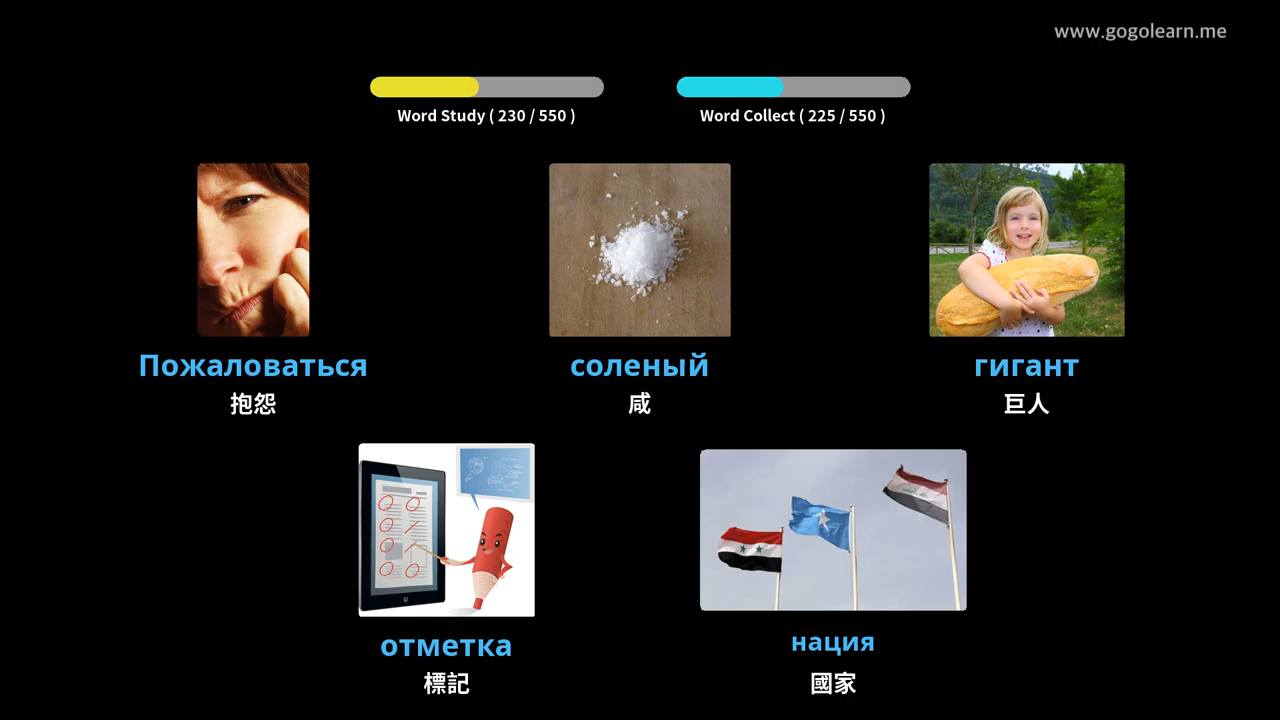 www.gogolearn.me
Word Study ( 230 / 550 )
Word Collect ( 225 / 550 )
Пожаловаться
抱怨
соленый
咸
гигант
巨人
отметка
標記
нация
國家